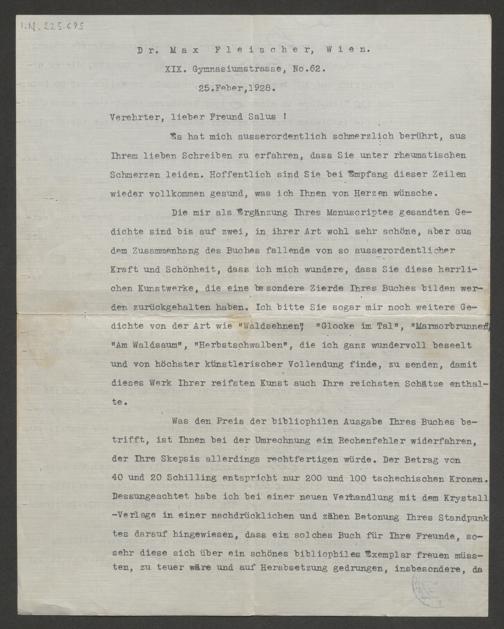 I.N. 225.695
Dr. Max Fleischer, Wien.
XIX. Gymnasiumstrasse, No.62.
25.Feber,1928.
Verehrter, lieber Freund Salus !
Es hat mich ausserordentlich schmerzlich berührt, aus
Ihrem lieben Schreiben zu erfahren, dass Sie unter rheumatischen
Schmerzen leiden. Hoffentlich sind Sie bei Empfang dieser Zeilen
wieder vollkommen gesund, was ich Ihnen von Herzen wünsche.
Die mir als Ergänzung Ihres Manuscriptes gesandten Ge-
dichte sind bis auf zwei, in ihrer Art wohl sehr schöne, aber aus
dem Zusammenhang des Buches fallende von so ausserordentlicher
Kraft und Schönheit, dass ich mich wundere, dass Sie diese herrli-
chen Kunstwerke, die eine besondere Zierde Ihres Buches bilden wer-
den zurückgehalten haben. Ich bitte Sie sogar mir noch weitere Ge-
dichte von der Art wie "Waldsehnen", "Glocke im Tal", "Marmorbrunnen",
"Am Waldsaum", "Herbstschwalben", die ich ganz wundervoll beseelt
und von höchster künstlerischer Vollendung finde, zu senden, damit
dieses Werk Ihrer reifsten Kunst auch Ihre reichsten Schätze enthal-
te.
Was den Preis der bibliophilen Ausgabe Ihres Buches be-
trifft, ist Ihnen bei der Umrechnung ein Rechenfehler widerfahren,
der Ihre Skepsis allerdings rechtfertigen würde. Der Betrag von
40 und 20 Schilling entspricht nur 200 und 100 tschechischen Kronen.
Dessungeachtet habe ich bei einer neuen Verhandlung mit dem Krystall
-Verlage in einer nachdrücklichen und zähen Betonung Ihres Standpunk
tes darauf hingewiesen, dass ein solches Buch für Ihre Freunde, so-
sehr diese sich über ein schönes bibliophiles Exemplar freuen müss-
ten, zu teuer wäre und auf Herabsetzung gedrungen, insbesondere, da